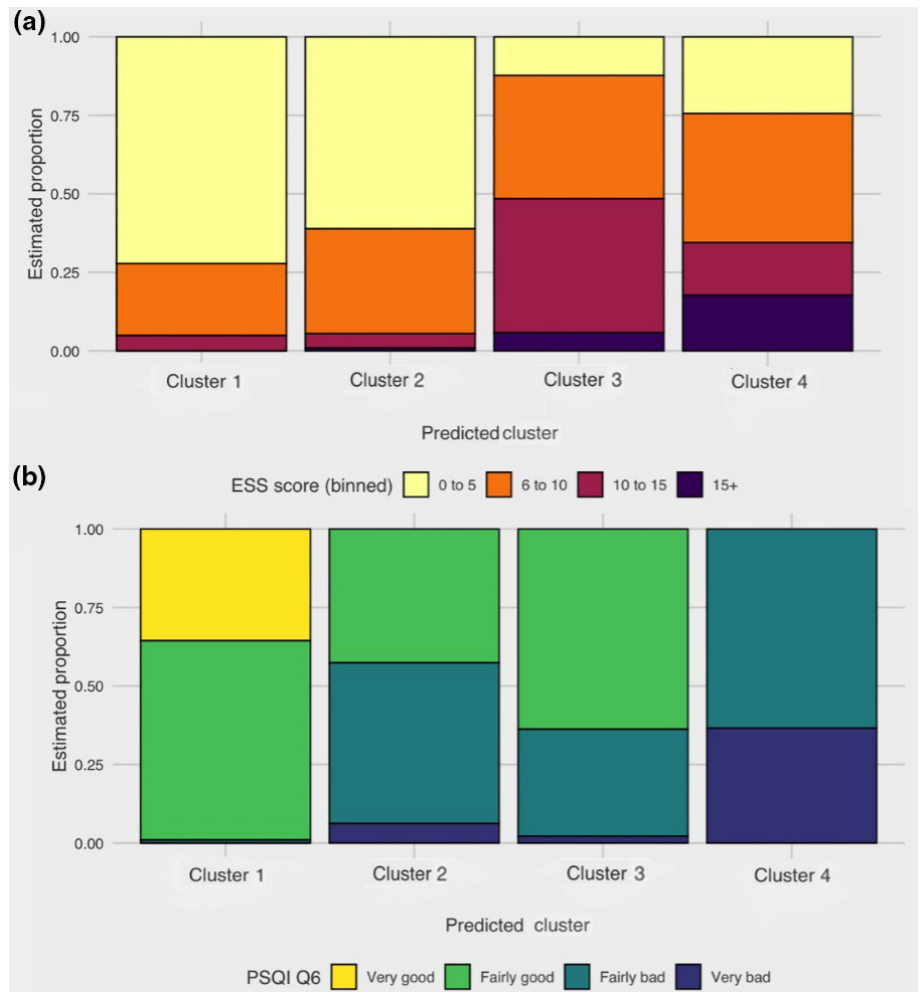 (a)
1.00
0.75
0.50
0.25
0.00
Estimated proportion
Cluster 1 Cluster 2 Cluster 3 Cluster 4
Predicted cluster
ESS score (binned) 0 to 5 6 to 10 10 to 15 15+
(b)
1.00
0.75
0.50
0.25
0.00
Estimated proportion
Cluster 1 Cluster 2 Cluster 3 Cluster 4
Predicted cluster
PSQI Q6 Very good Fairly good Fairly bad Very bad